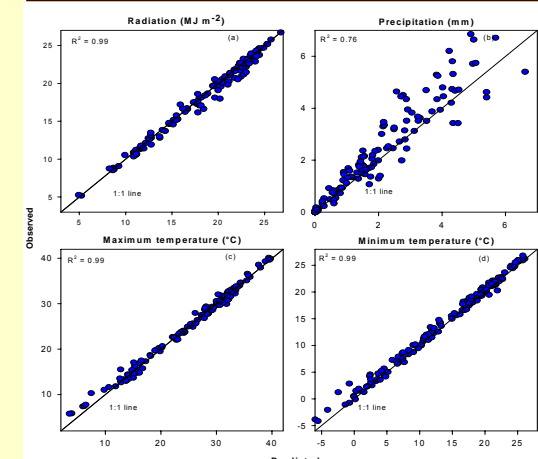 Radiation (MJ m-2)
R2 = 0.99
(a)
25
20
15
10
5
1:1 line
5 10 15 20 25
Precipitation (mm)
R2 = 0.76
(b)
6
4
2
0
1:1 line
0 2 4 6
Observed
Maximum temperature (°C)
R2 = 0.99
(c)
40
30
20
10
1:1 line
10 20 30 40
Minimum temperature (°C)
R2 = 0.99
(d)
25
20
15
10
5
0
-5
1:1 line
-5 0 5 10 15 20 25